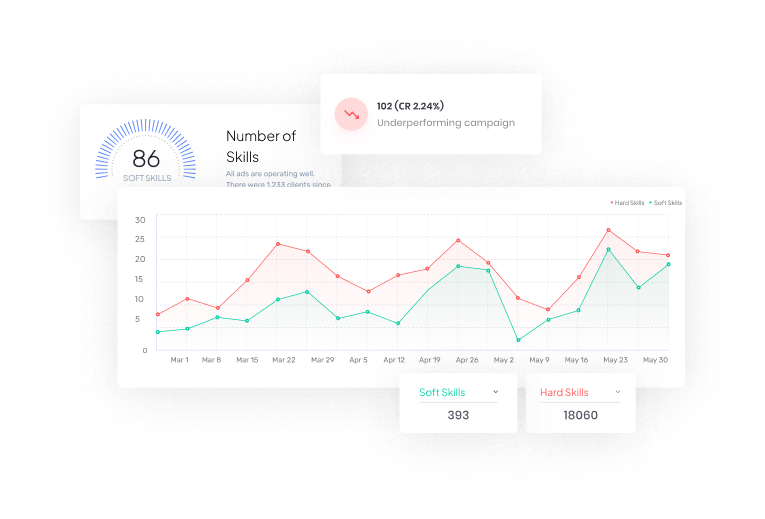 102 (CR 2.24%)
Underperforming campaign
86
SOFT SKILLS
Number of
Skills
All ads are operating well.
There were 1,233 clients since
Hard Skills
Soft Skills
30
25
20
15
10
5
0
Mar 1
Mar 8
Mar 15
Mar 22
Mar 29
Apr 5
Apr 12
Apr 19
Apr 26
May 2
May 9
May 16
May 23
May 30
Soft Skills
393
Hard Skills
18060